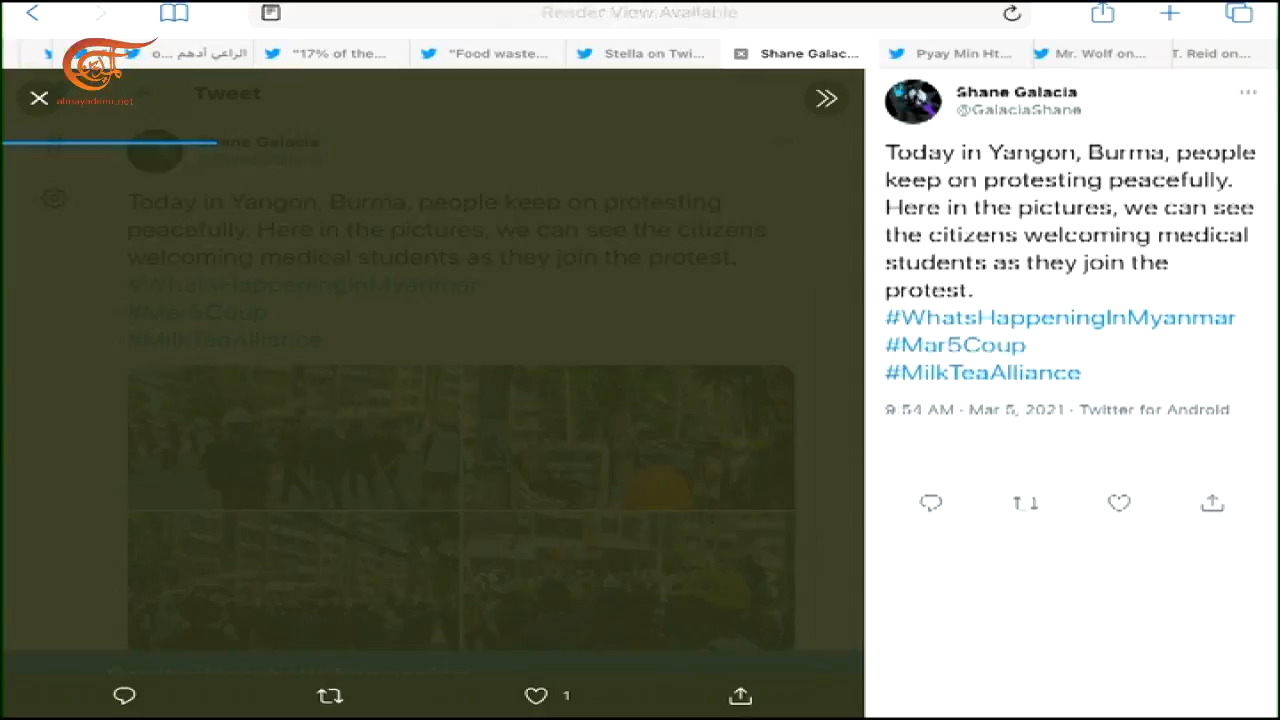 Reader View Available
o... الراعي أدهم
"17% of the...
"Food waste...
Stella on Twi...
Shane Galac...
Pyay Min Ht...
Mr. Wolf on...
T. Reid on...
almayadeen.net
Tweet
Shane Galacia
Today in Yangon, Burma, people keep on protesting
peacefully. Here in the pictures, we can see the citizens
welcoming medical students as they join the protest.
#WhatsHappeningInMyanmar
#Mar5Coup
#MilkTeaAlliance
1
Shane Galacia
@GalaciaShane
Today in Yangon, Burma, people
keep on protesting peacefully.
Here in the pictures, we can see
the citizens welcoming medical
students as they join the
protest.
#WhatsHappeningInMyanmar
#Mar5Coup
#MilkTeaAlliance
9:54 AM · Mar 5, 2021 · Twitter for Android